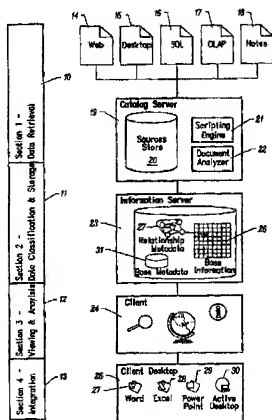 14
15
16
17
18
Web
Desktop
SQL
OLAP
Notes
10
Section 1 -
Data Retrieval
19
Catalog Server
Sources
Store
20
Scripting
Engine
21
Document
Analyzer
22
11
Section 2 -
Data Classification & Storage
Information Server
23
27
Relationship
Metadata
26
31
Base Metadata
Base
Information
12
Section 3 -
Viewing & Analysis
Client
24
13
Section 4 -
Integration
Client Desktop
25
27
Word
28
Excel
29
Power
Point
30
Active
Desktop